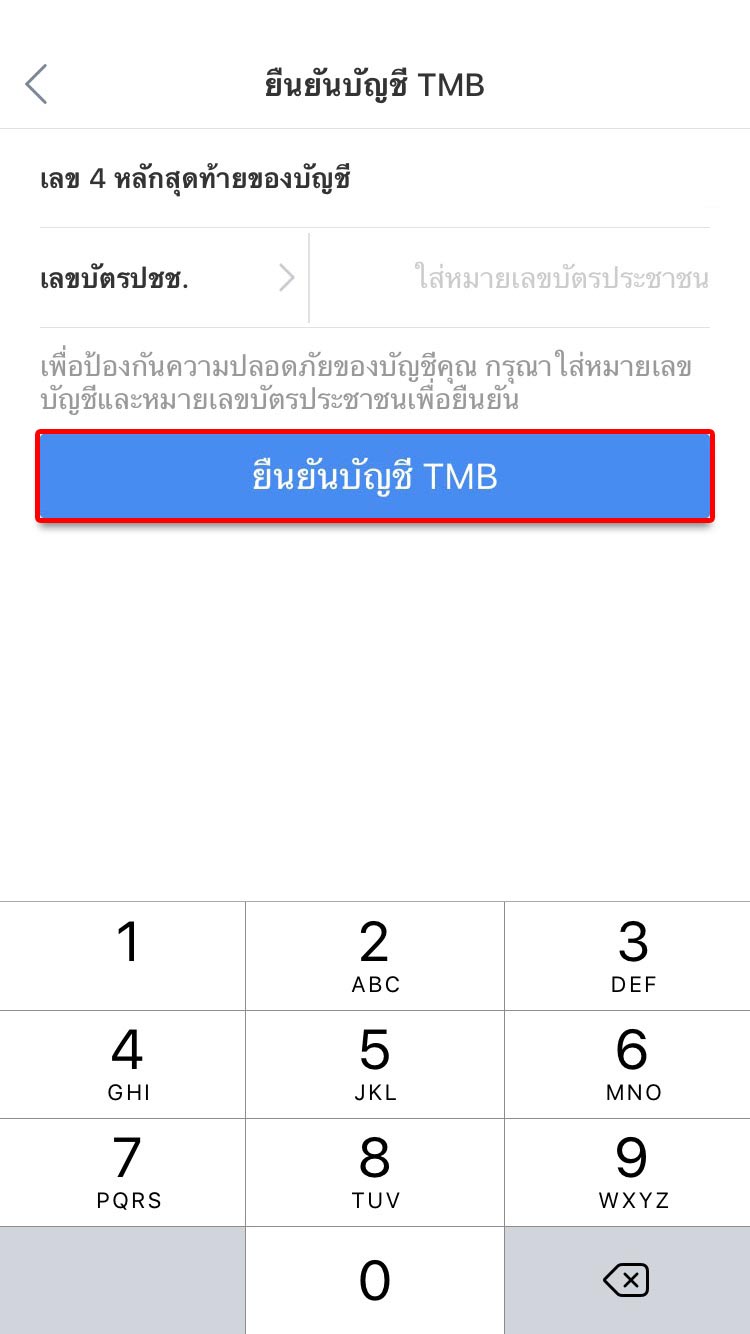 ยืนยันบัญชี TMB
เลข 4 หลักสุดท้ายของบัญชี
เลขบัตรปชช.
ใส่หมายเลขบัตรประชาชน
เพื่อป้องกันความปลอดภัยของบัญชีคุณ กรุณาใส่หมายเลข
บัญชีและหมายเลขบัตรประชาชนเพื่อยืนยัน
ยืนยันบัญชี TMB
1
2
3
ABC
DEF
4
5
6
GHI
JKL
MNO
7
8
9
PQRS
TUV
WXYZ
0